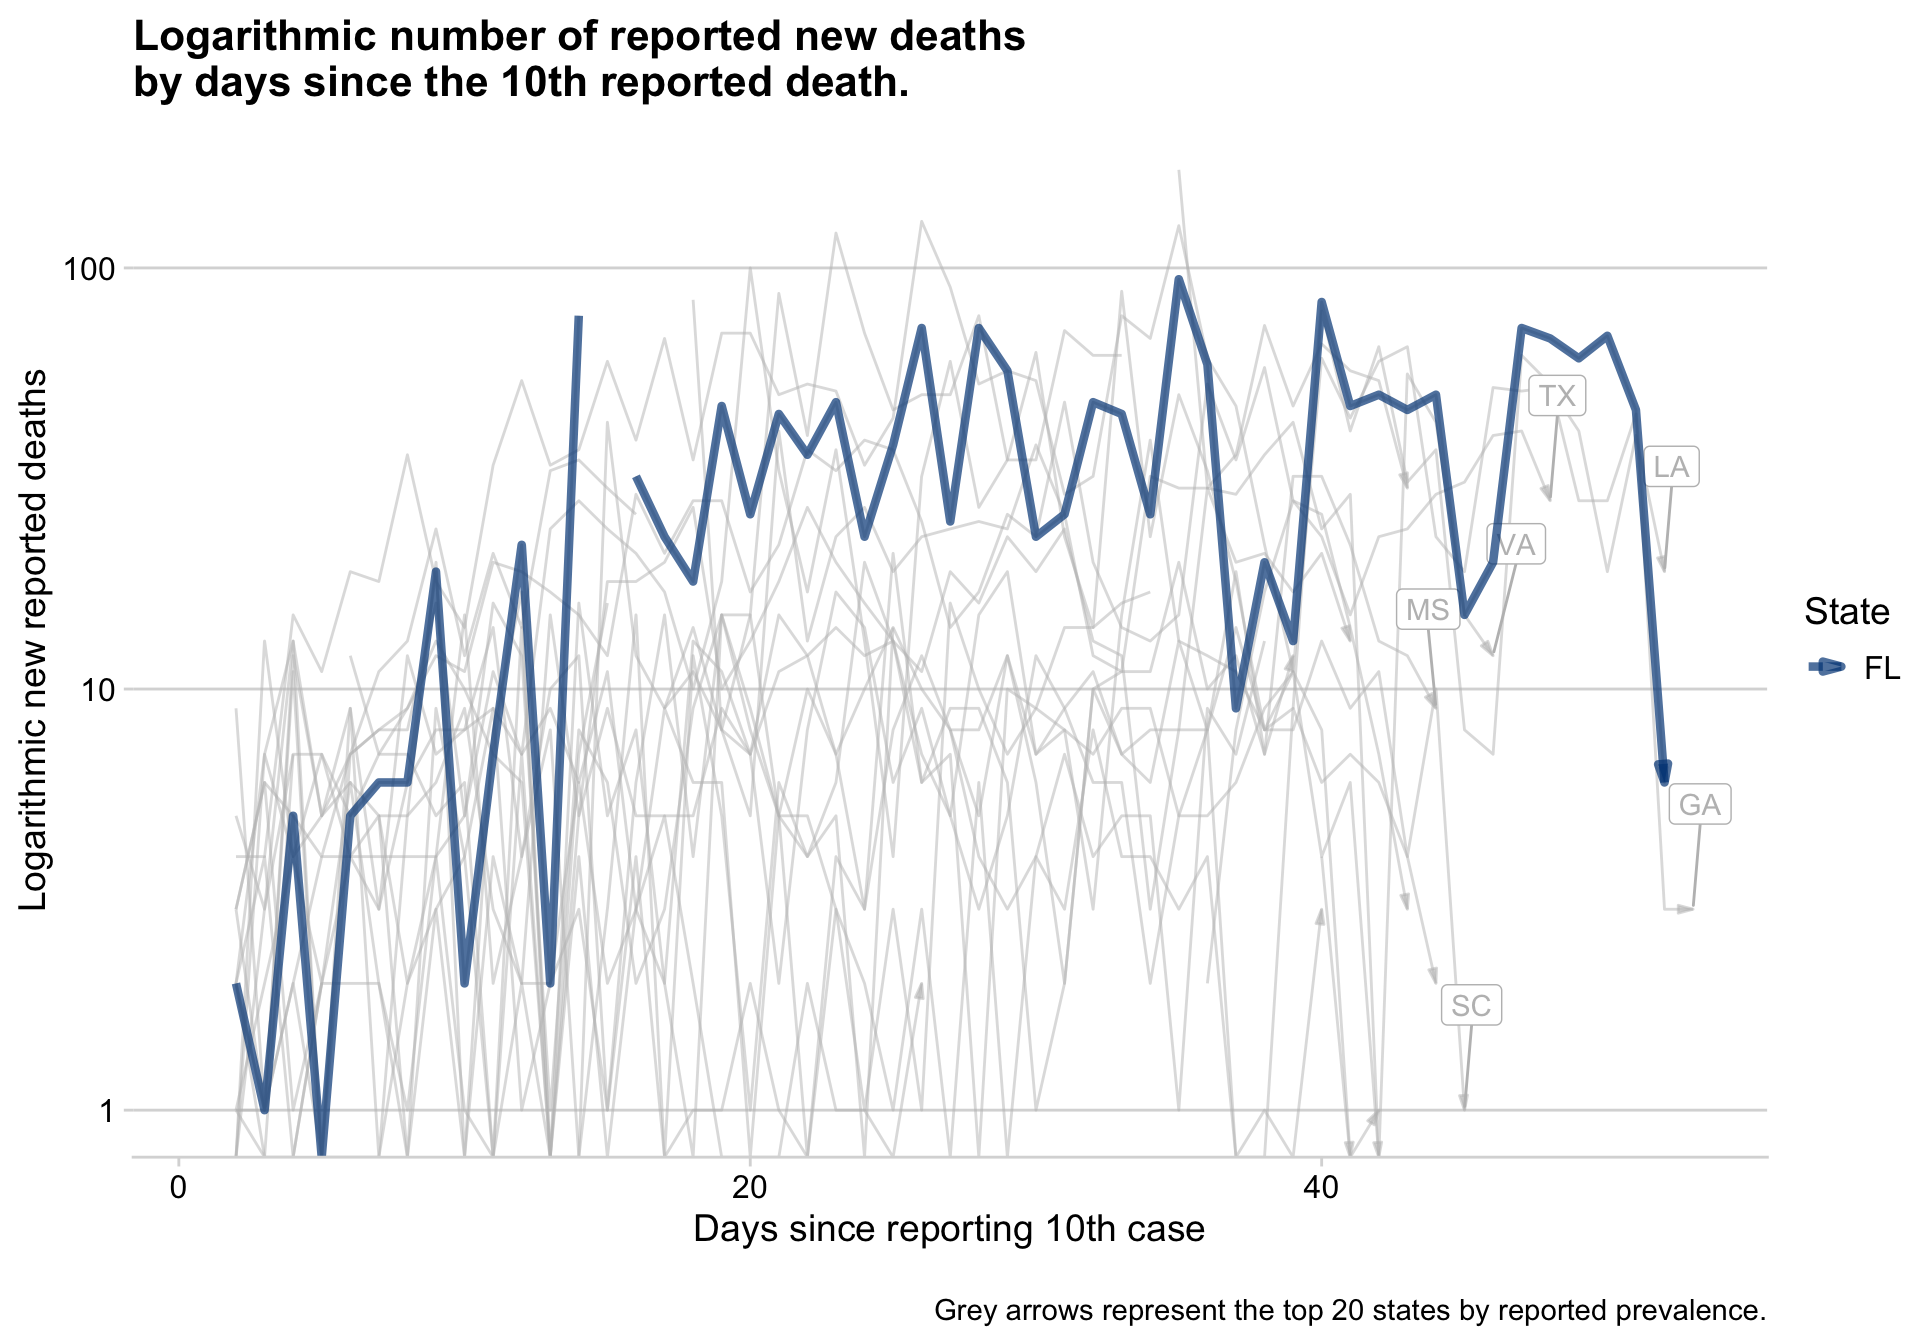 Logarithmic number of reported new deaths
by days since the 10th reported death.
Logarithmic new reported deaths
100
10
1
TX
LA
VA
MS
GA
SC
State
FL
0
20
40
Days since reporting 10th case
Grey arrows represent the top 20 states by reported prevalence.